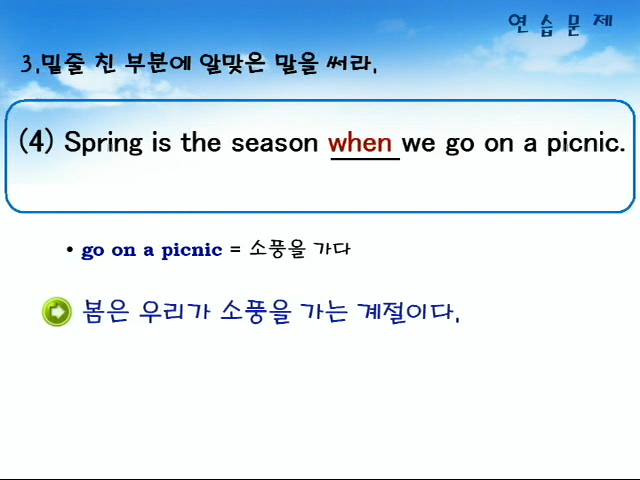 연습문제
3.밑줄 친 부분에 알맞은 말을 써라.
(4) Spring is the season when we go on a picnic.
• go on a picnic = 소풍을 가다
봄은 우리가 소풍을 가는 계절이다.